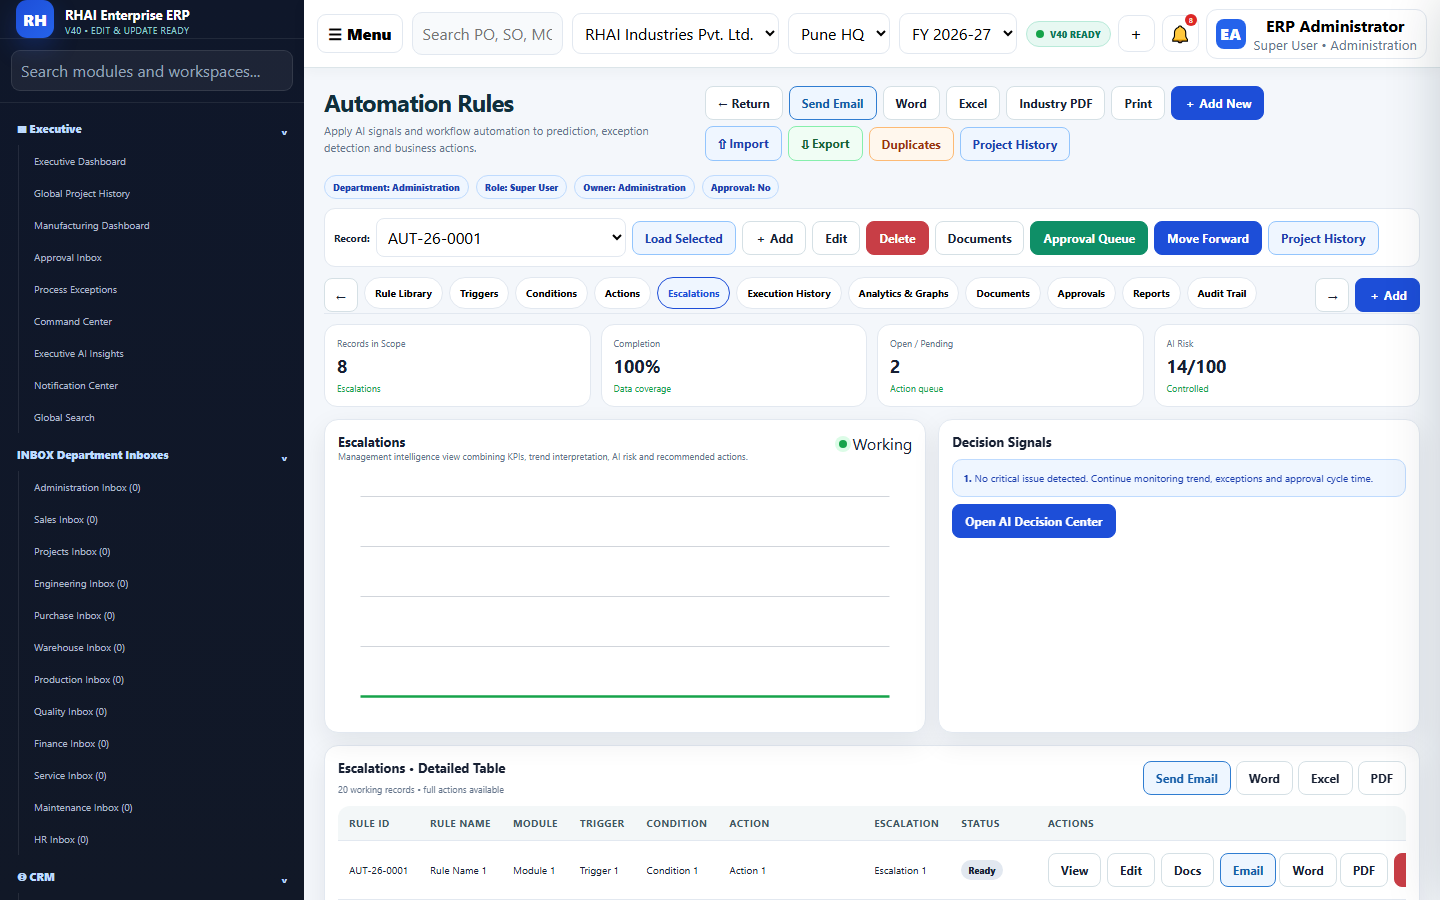 RH
RHAI Enterprise ERP
V40 • EDIT & UPDATE READY
Search modules and workspaces...
Executive
Executive Dashboard
Global Project History
Manufacturing Dashboard
Approval Inbox
Process Exceptions
Command Center
Executive AI Insights
Notification Center
Global Search
INBOX Department Inboxes
Administration Inbox (0)
Sales Inbox (0)
Projects Inbox (0)
Engineering Inbox (0)
Purchase Inbox (0)
Warehouse Inbox (0)
Production Inbox (0)
Quality Inbox (0)
Finance Inbox (0)
Service Inbox (0)
Maintenance Inbox (0)
HR Inbox (0)
CRM
☰ Menu
Search PO, SO, MO
RHAI Industries Pvt. Ltd.
Pune HQ
FY 2026-27
V40 READY
+
8
EA
ERP Administrator
Super User • Administration
Automation Rules
Apply AI signals and workflow automation to prediction, exception
detection and business actions.
← Return
Send Email
Word
Excel
Industry PDF
Print
+ Add New
⇧ Import
⇩ Export
Duplicates
Project History
Department: Administration
Role: Super User
Owner: Administration
Approval: No
Record:
AUT-26-0001
Load Selected
+ Add
Edit
Delete
Documents
Approval Queue
Move Forward
Project History
←
Rule Library
Triggers
Conditions
Actions
Escalations
Execution History
Analytics & Graphs
Documents
Approvals
Reports
Audit Trail
→
+ Add
Records in Scope
8
Escalations
Completion
100%
Data coverage
Open / Pending
2
Action queue
AI Risk
14/100
Controlled
Escalations
Management intelligence view combining KPIs, trend interpretation, AI risk and recommended actions.
Working
Decision Signals
1. No critical issue detected. Continue monitoring trend, exceptions and approval cycle time.
Open AI Decision Center
Escalations • Detailed Table
20 working records • full actions available
Send Email
Word
Excel
PDF
RULE ID RULE NAME MODULE TRIGGER CONDITION ACTION ESCALATION STATUS ACTIONS
AUT-26-0001 Rule Name 1 Module 1 Trigger 1 Condition 1 Action 1 Escalation 1 Ready View Edit Docs Email Word PDF